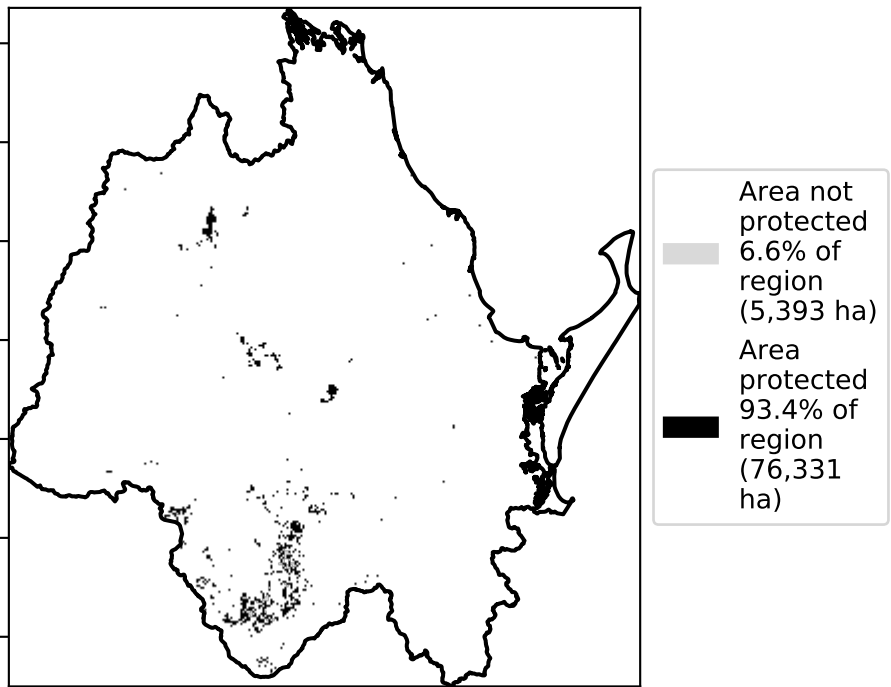 Area not
protected
6.6% of
region
(5,393 ha)
Area
protected
93.4% of
region
(76,331
ha)